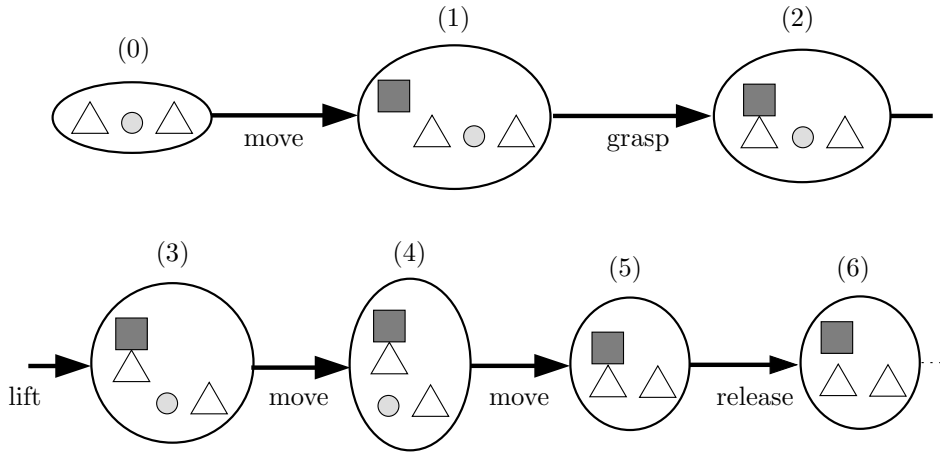 (0)
(1)
(2)
move
grasp
(3)
(4)
(5)
(6)
lift
move
move
release